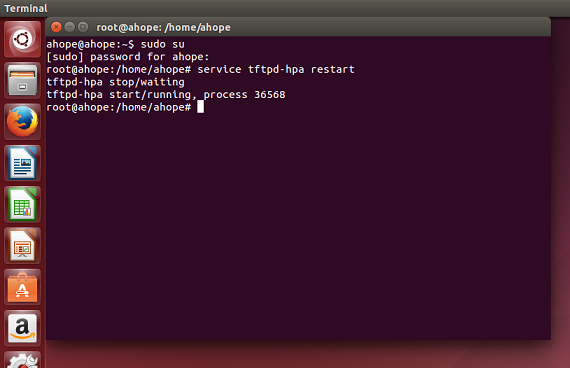 Terminal
root@ahope: /home/ahope
ahope@ahope:~$ sudo su
[sudo] password for ahope:
root@ahope:/home/ahope# service tftpd-hpa restart
tftpd-hpa stop/waiting
tftpd-hpa start/running, process 36568
root@ahope:/home/ahope#